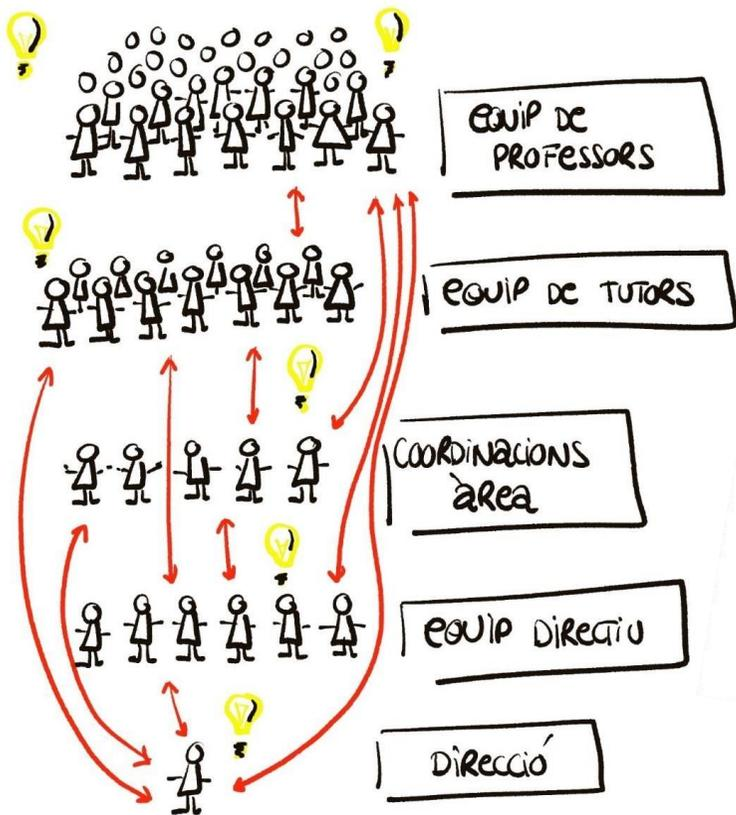 EQUIP DE
PROFESSORS
EQUIP DE TUTORS
COORDINACIONS
ÀREA
EQUIP DIRECTIU
DIRECCIÓ